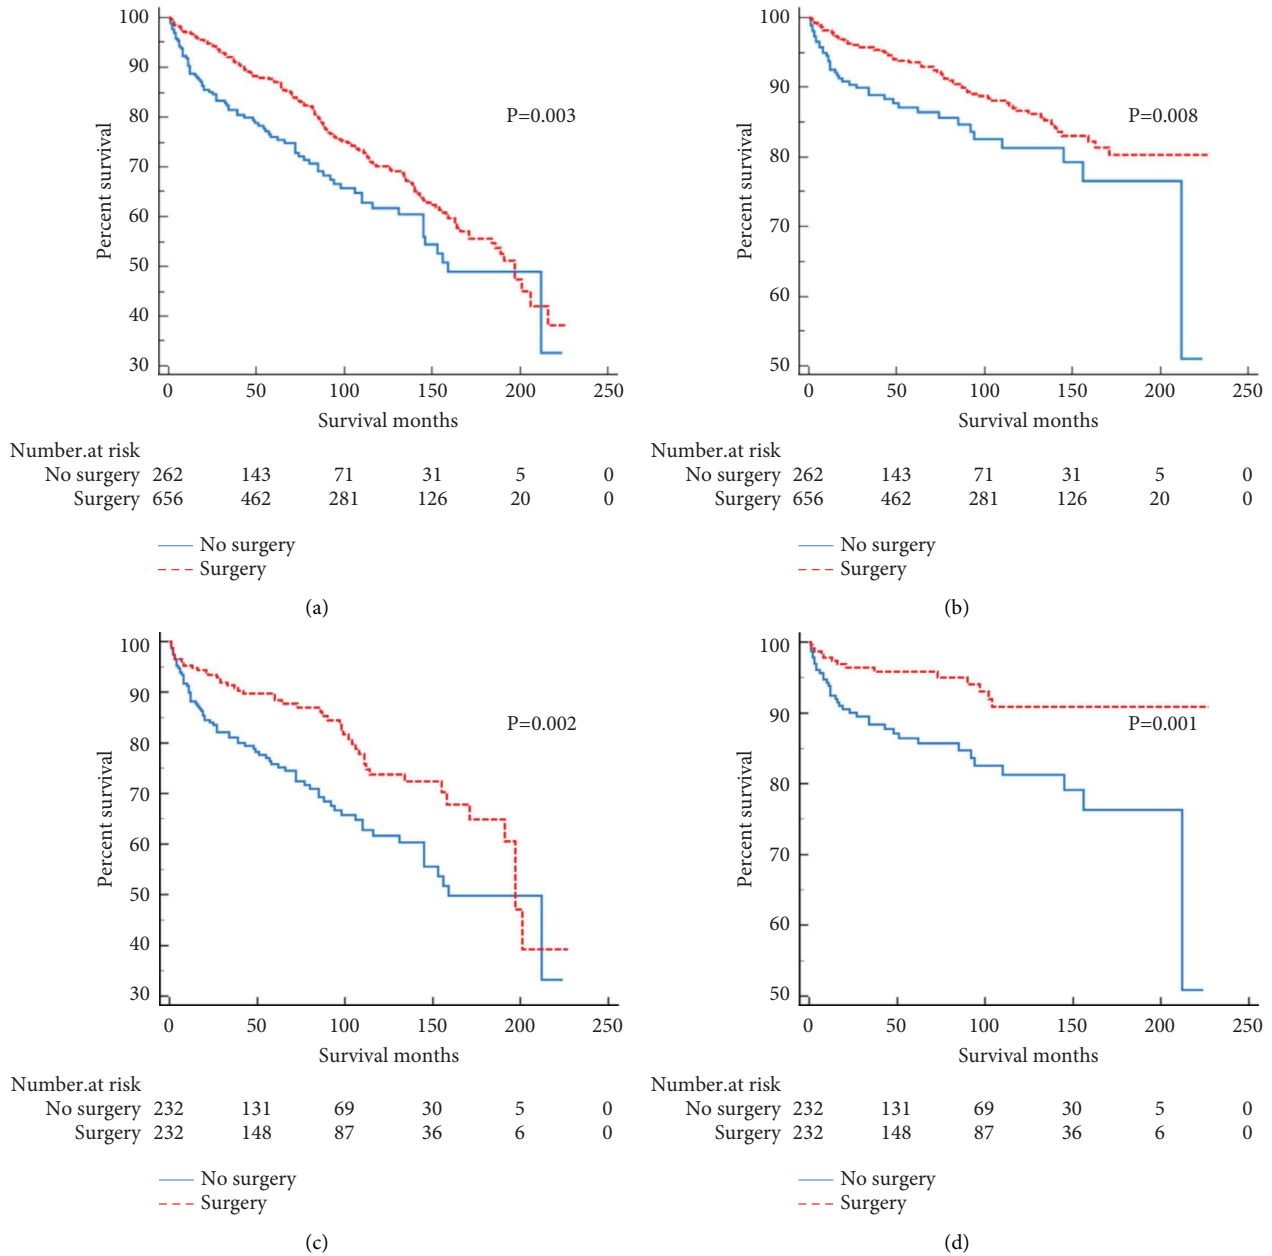 100
90
80
70
60
50
40
30
Percent survival
P=0.003
0 50 100 150 200 250
Survival months
Number.at risk
No surgery 262 143 71 31 5 0
Surgery 656 462 281 126 20 0
No surgery
Surgery
(a)
100
90
80
70
60
50
Percent survival
P=0.008
0 50 100 150 200 250
Survival months
Number.at risk
No surgery 262 143 71 31 5 0
Surgery 656 462 281 126 20 0
No surgery
Surgery
(b)
100
90
80
70
60
50
40
30
Percent survival
P=0.002
0 50 100 150 200 250
Survival months
Number.at risk
No surgery 232 131 69 30 5 0
Surgery 232 148 87 36 6 0
No surgery
Surgery
(c)
100
90
80
70
60
50
Percent survival
P=0.001
0 50 100 150 200 250
Survival months
Number.at risk
No surgery 232 131 69 30 5 0
Surgery 232 148 87 36 6 0
No surgery
Surgery
(d)